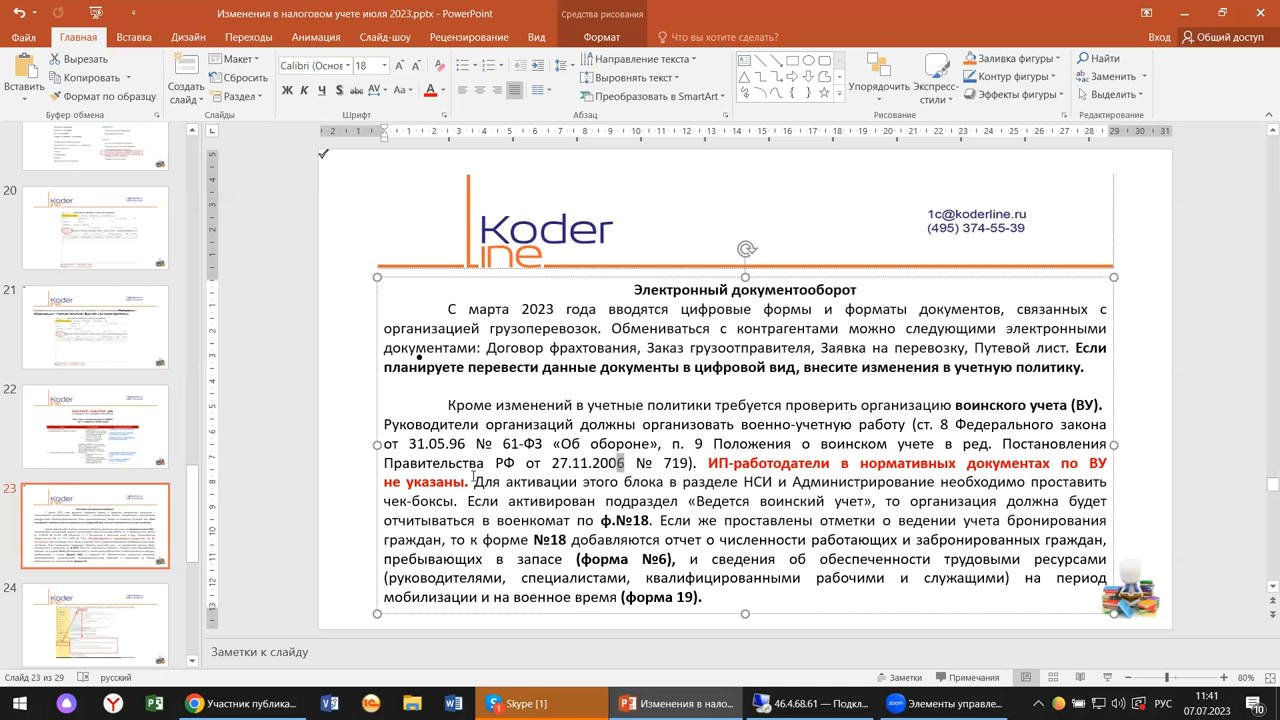 Изменения в налоговом учете 2023.pptx - PowerPoint
Средства рисования
Файл
Главная
Вставка
Дизайн
Переходы
Анимация
Слайд-шоу
Рецензирование
Вид
Формат
Что вы хотите сделать?
Вход
Общий доступ
Вставить
Вырезать
Копировать
Формат по образцу
Буфер обмена
Создать слайд
Макет
Сбросить
Раздел
Слайды
Calibri (Основ
18
Шрифт
Абзац
Направление текста
Выровнять текст
Преобразовать в SmartArt
Упорядочить
Экспресс-стили
Заливка фигуры
Контур фигуры
Эффекты фигуры
Рисование
Найти
Заменить
Выделить
Редактирование
20
21
22
23
24
Koder
line
1c@koderline.ru
(495) 374-55-39
Электронный документооборот
С марта 2023 года вводятся цифровые формы и форматы документов, связанных с
организацией грузоперевозок. Обмениваться с контрагентами можно следующими электронными
документами: Договор фрахтования, Заказ грузоотправителя, Заявка на перевозку, Путевой лист. Если
планируете перевести данные документы в цифровой вид, внесите изменения в учетную политику.
Кроме изменений в учетные политики требуется проверить организацию воинского учета (ВУ).
Руководители организаций должны организовать военно-учетную работу (ст. 8 Федерального закона
от 31.05.96 № 61-ФЗ «Об обороне», п. 9 Положения о воинском учете в ред. Постановления
Правительства РФ от 27.11.2006 № 719). ИП-работодатели в нормативных документах по ВУ
не указаны. Для активации этого блока в разделе НСИ и Администрирование необходимо проставить
чек-боксы. Если активирован подраздел «Ведется воинский учет», то организация должна будет
отчитываться в военкомат по ф.№18. Если же проставлены отметки о ведении учета бронирования
граждан, то к форме №18 добавляются отчет о численности работающих и забронированных граждан,
пребывающих в запасе (форма №6), и сведения об обеспеченности трудовыми ресурсами
(руководителями, специалистами, квалифицированными рабочими и служащими) на период
мобилизации и на военное время (форма 19).
Заметки к слайду
Слайд 23 из 29
русский
Заметки
Примечания
80%
Участник публика...
Skype [1]
Изменения в нало...
46.4.68.61 — Подкл...
Элементы управле...
РУС
11:41
07.07.2023